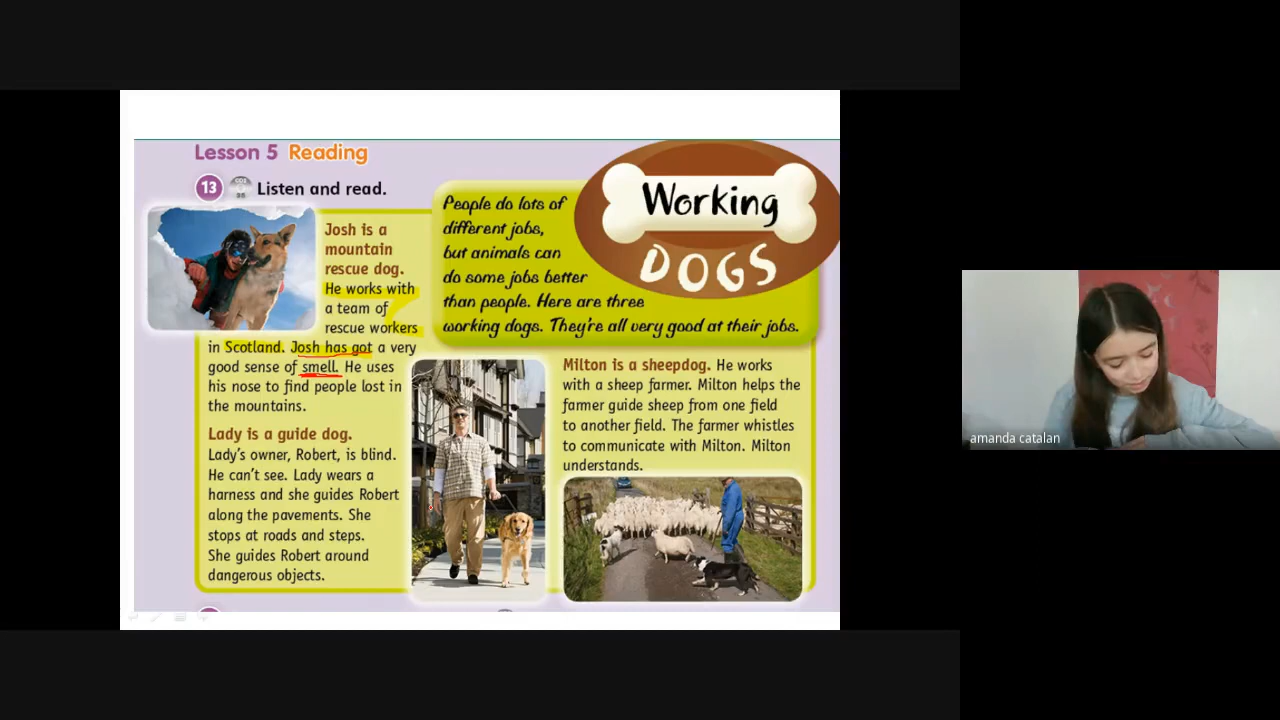 Lesson 5 Reading
13
CD2
Listen and read.
Working
DOGS
People do lots of
different jobs,
but animals can
do some jobs better
than people. Here are three
working dogs. They're all very good at their jobs.
Josh is a
mountain
rescue dog.
He works with
a team of
rescue workers
in Scotland. Josh has got a very
good sense of smell. He uses
his nose to find people lost in
the mountains.
Lady is a guide dog.
Lady's owner, Robert, is blind.
He can't see. Lady wears a
harness and she guides Robert
along the pavements. She
stops at roads and steps.
She guides Robert around
dangerous objects.
Milton is a sheepdog. He works
with a sheep farmer. Milton helps the
farmer guide sheep from one field
to another field. The farmer whistles
to communicate with Milton. Milton
understands.
amanda catalan